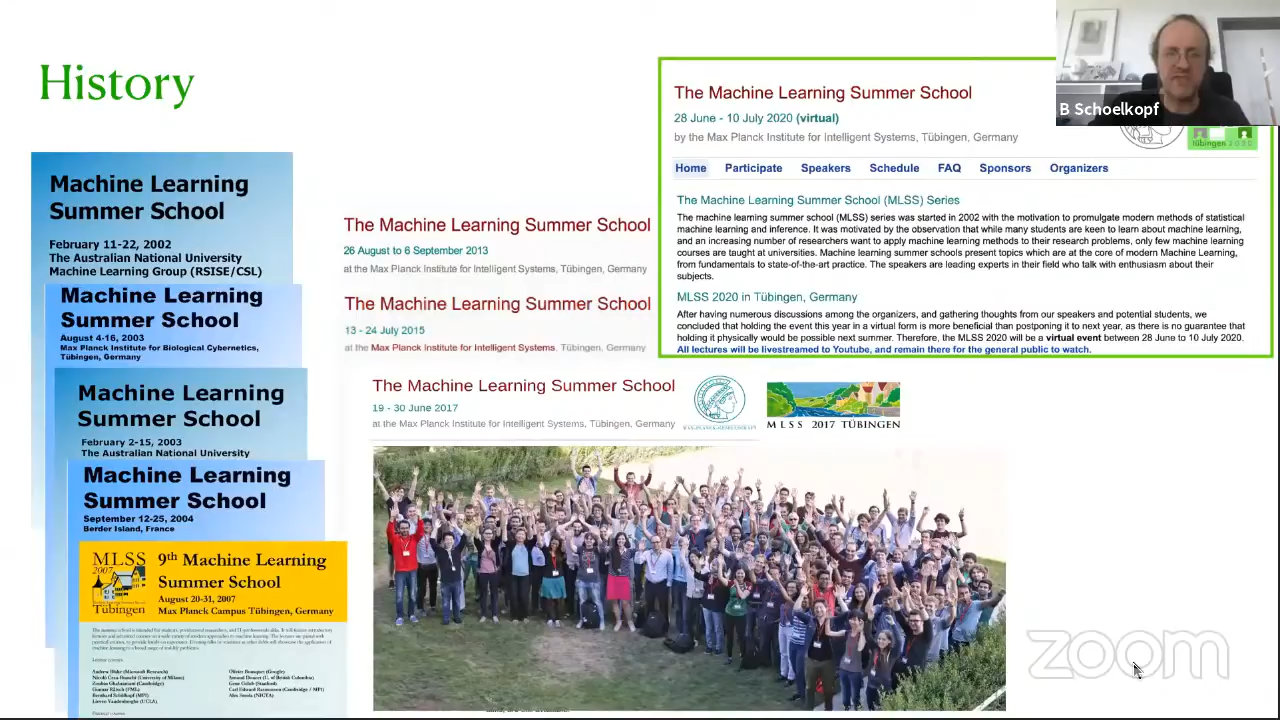 History
Machine Learning
Summer School
February 11-22, 2002
The Australian National University
Machine Learning Group (RSISE/CSL)
Machine Learning
Summer School
August 4-16, 2003
Max Planck Institute for Biological Cybernetics,
Tübingen, Germany
Machine Learning
Summer School
February 2-15, 2003
The Australian National University
Machine Learning
Summer School
September 12-25, 2004
Berder Island, France
MLSS
2007
Tübingen
9th Machine Learning
Summer School
August 20-31, 2007
Max Planck Campus Tübingen, Germany
The Machine Learning Summer School
26 August to 6 September 2013
at the Max Planck Institute for Intelligent Systems, Tübingen, Germany
The Machine Learning Summer School
13 - 24 July 2015
at the Max Planck Institute for Intelligent Systems, Tübingen, Germany
The Machine Learning Summer School
19 - 30 June 2017
at the Max Planck Institute for Intelligent Systems, Tübingen, Germany
MLSS 2017 TÜBINGEN
The Machine Learning Summer School
28 June - 10 July 2020 (virtual)
by the Max Planck Institute for Intelligent Systems, Tübingen, Germany
tübingen 2020
Home Participate Speakers Schedule FAQ Sponsors Organizers
The Machine Learning Summer School (MLSS) Series
The machine learning summer school (MLSS) series was started in 2002 with the motivation to promulgate modern methods of statistical
machine learning and inference. It was motivated by the observation that while many students are keen to learn about machine learning,
and an increasing number of researchers want to apply machine learning methods to their research problems, only few machine learning
courses are taught at universities. Machine learning summer schools present topics which are at the core of modern Machine Learning,
from fundamentals to state-of-the-art practice. The speakers are leading experts in their field who talk with enthusiasm about their
subjects.
MLSS 2020 in Tübingen, Germany
After having numerous discussions among the organizers, and gathering thoughts from our speakers and potential students, we
concluded that holding the event this year in a virtual form is more beneficial than postponing it to next year, as there is no guarantee that
holding it physically would be possible next summer. Therefore, the MLSS 2020 will be a virtual event between 28 June to 10 July 2020.
All lectures will be livestreamed to Youtube, and remain there for the general public to watch.
B Schoelkopf
zoom